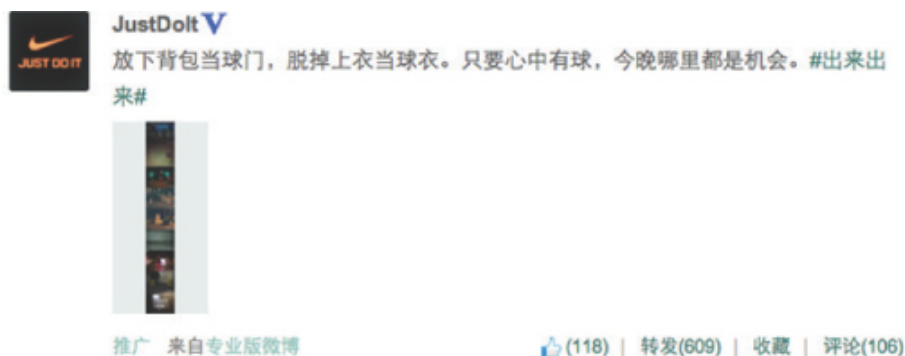 JustDoIt V
JUST DO IT
放下背包当球门，脱掉上衣当球衣。只要心中有球，今晚哪里都是机会。#出来出
来#
推广 来自专业版微博 (118) | 转发(609) | 收藏 | 评论(106)